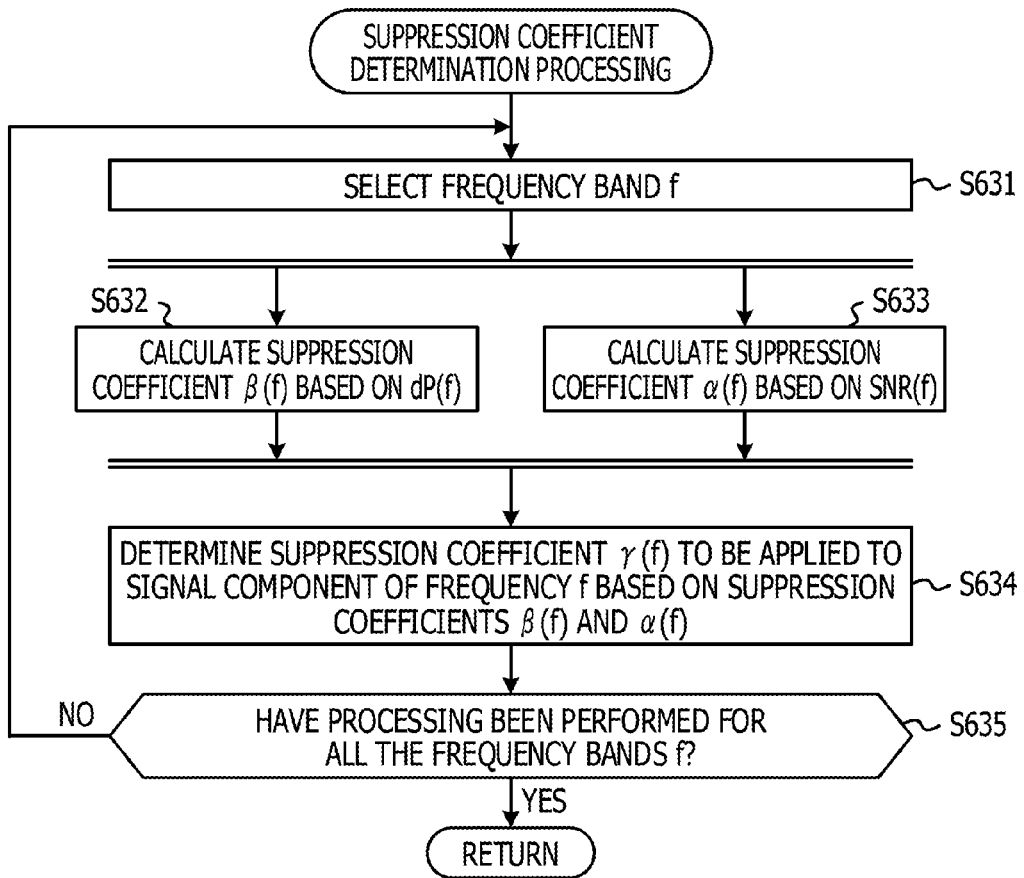 SUPPRESSION COEFFICIENT
DETERMINATION PROCESSING
SELECT FREQUENCY BAND f
S631
S632
CALCULATE SUPPRESSION
COEFFICIENT β(f) BASED ON dP(f)
S633
CALCULATE SUPPRESSION
COEFFICIENT α(f) BASED ON SNR(f)
DETERMINE SUPPRESSION COEFFICIENT γ(f) TO BE APPLIED TO
SIGNAL COMPONENT OF FREQUENCY f BASED ON SUPPRESSION
COEFFICIENTS β(f) AND α(f)
S634
NO
HAVE PROCESSING BEEN PERFORMED FOR
ALL THE FREQUENCY BANDS f?
S635
YES
RETURN